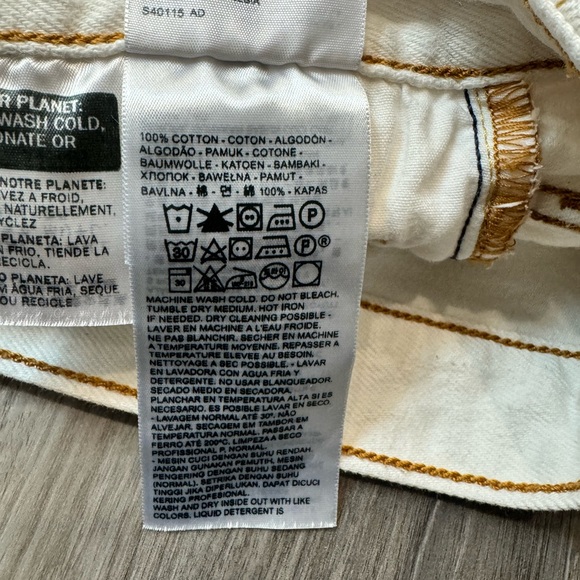 S40115 AD
R PLANET:
WASH COLD,
ONATE OR
NOTRE PLANETE:
VEZ A FROID,
NATURELLEMENT,
YCLEZ
PLANETA: LAVA
EN FRIO, TIENDE LA
RECICLA.
O PLANETA: LAVE
EM AGUA FRIA, SEQUE
OU RECICLE
100% COTTON - COTON - ALGODÓN -
ALGODÃO - PAMUK - COTONE -
BAUMWOLLE - KATOEN - BAMBAKI -
ХЛОПОК - BAWEŁNA - PAMUT -
BAVLNA - 棉 - 면 - 綿 100% - KAPAS
P
30
P ®
30
MACHINE WASH COLD. DO NOT BLEACH.
TUMBLE DRY MEDIUM. HOT IRON
IF NEEDED. DRY CLEANING POSSIBLE -
LAVER EN MACHINE A L'EAU FROIDE.
NE PAS BLANCHIR. SECHER EN MACHINE
A TEMPERATURE MOYENNE. REPASSER A
TEMPERATURE ELEVEE AU BESOIN.
NETTOYAGE A SEC POSSIBLE. - LAVAR
EN LAVADORA CON AGUA FRIA Y
DETERGENTE. NO USAR BLANQUEADOR.
SECADO MEDIO EN SECADORA.
PLANCHAR EN TEMPERATURA ALTA SI ES
NECESARIO. ES POSIBLE LAVAR EN SECO.
- LAVAGEM NORMAL ATÉ 30º. NÃO
ALVEJAR. SECAGEM EM TAMBOR EM
TEMPERATURA NORMAL. PASSAR A
FERRO ATÉ 200ºC. LIMPEZA A SECO
PROFISSIONAL P, NORMAL
- MESIN CUCI DENGAN BUHU RENDAH
JANGAN GUNAKAN PEMUTIH, MESIN
PENGERING DENGAN BUHU SEDANG
(NORMAL). SETRIKA DENGAN SUHU
TINGGI JIKA DIPERLUKAN. DAPAT DICUCI
KERING PROFESIONAL
WASH AND DRY INSIDE OUT WITH LIKE
COLORS. LIQUID DETERGENT IS